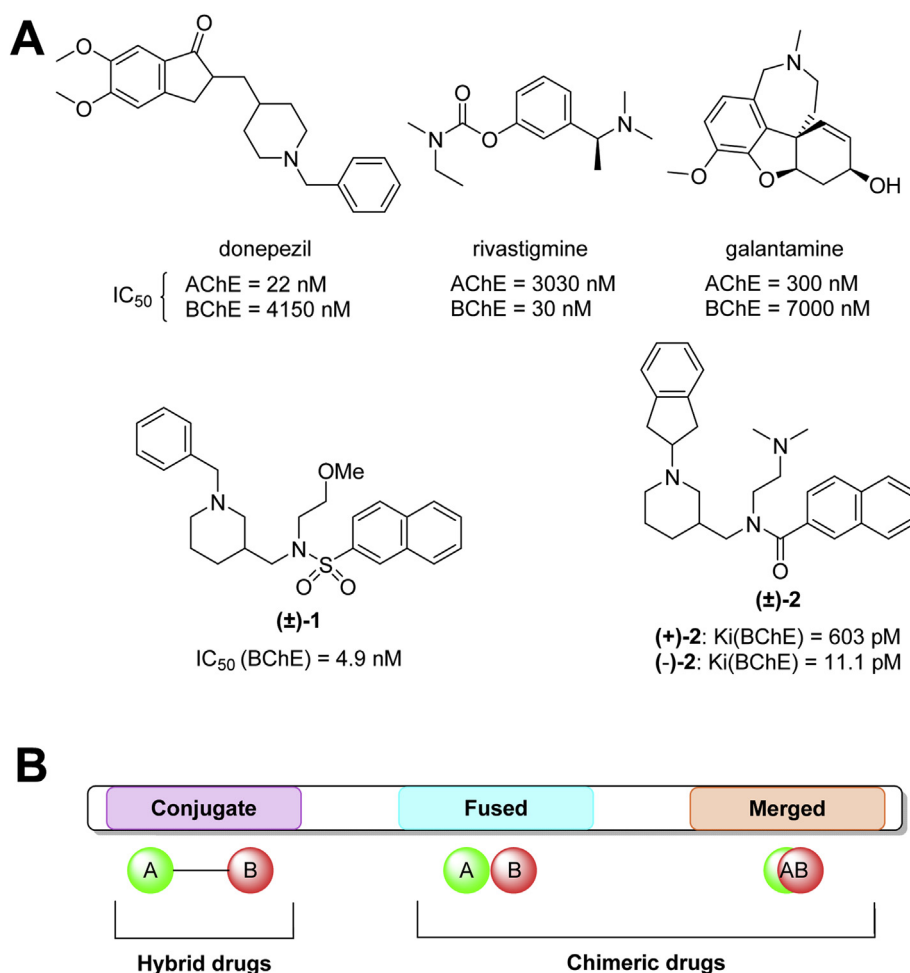 A
O
O
O
N
donepezil
IC50
AChE = 22 nM
BChE = 4150 nM
O
N
O
N
rivastigmine
AChE = 3030 nM
BChE = 30 nM
N
O
O
OH
galantamine
AChE = 300 nM
BChE = 7000 nM
N
OMe
N
S
O
O
(±)-1
IC50 (BChE) = 4.9 nM
N
N
N
O
(±)-2
(+)-2: Ki(BChE) = 603 pM
(-)-2: Ki(BChE) = 11.1 pM
B
Conjugate
Fused
Merged
A
B
A
B
AB
Hybrid drugs
Chimeric drugs